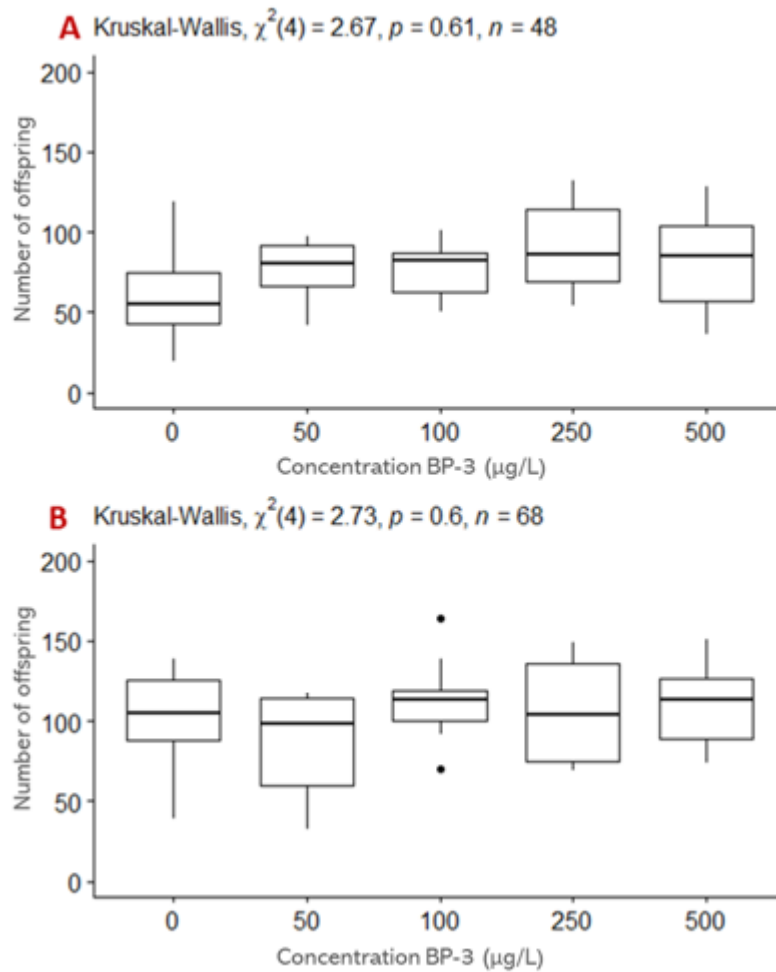 A Kruskal-Wallis, χ²(4) = 2.67, p = 0.61, n = 48
200
150
100
50
0
Number of offspring
0 50 100 250 500
Concentration BP-3 (µg/L)
B Kruskal-Wallis, χ²(4) = 2.73, p = 0.6, n = 68
200
150
100
50
0
Number of offspring
0 50 100 250 500
Concentration BP-3 (µg/L)